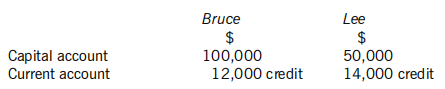 Bruce Lee
$ $
Capital account 100,000 50,000
Current account 12,000 credit 14,000 credit